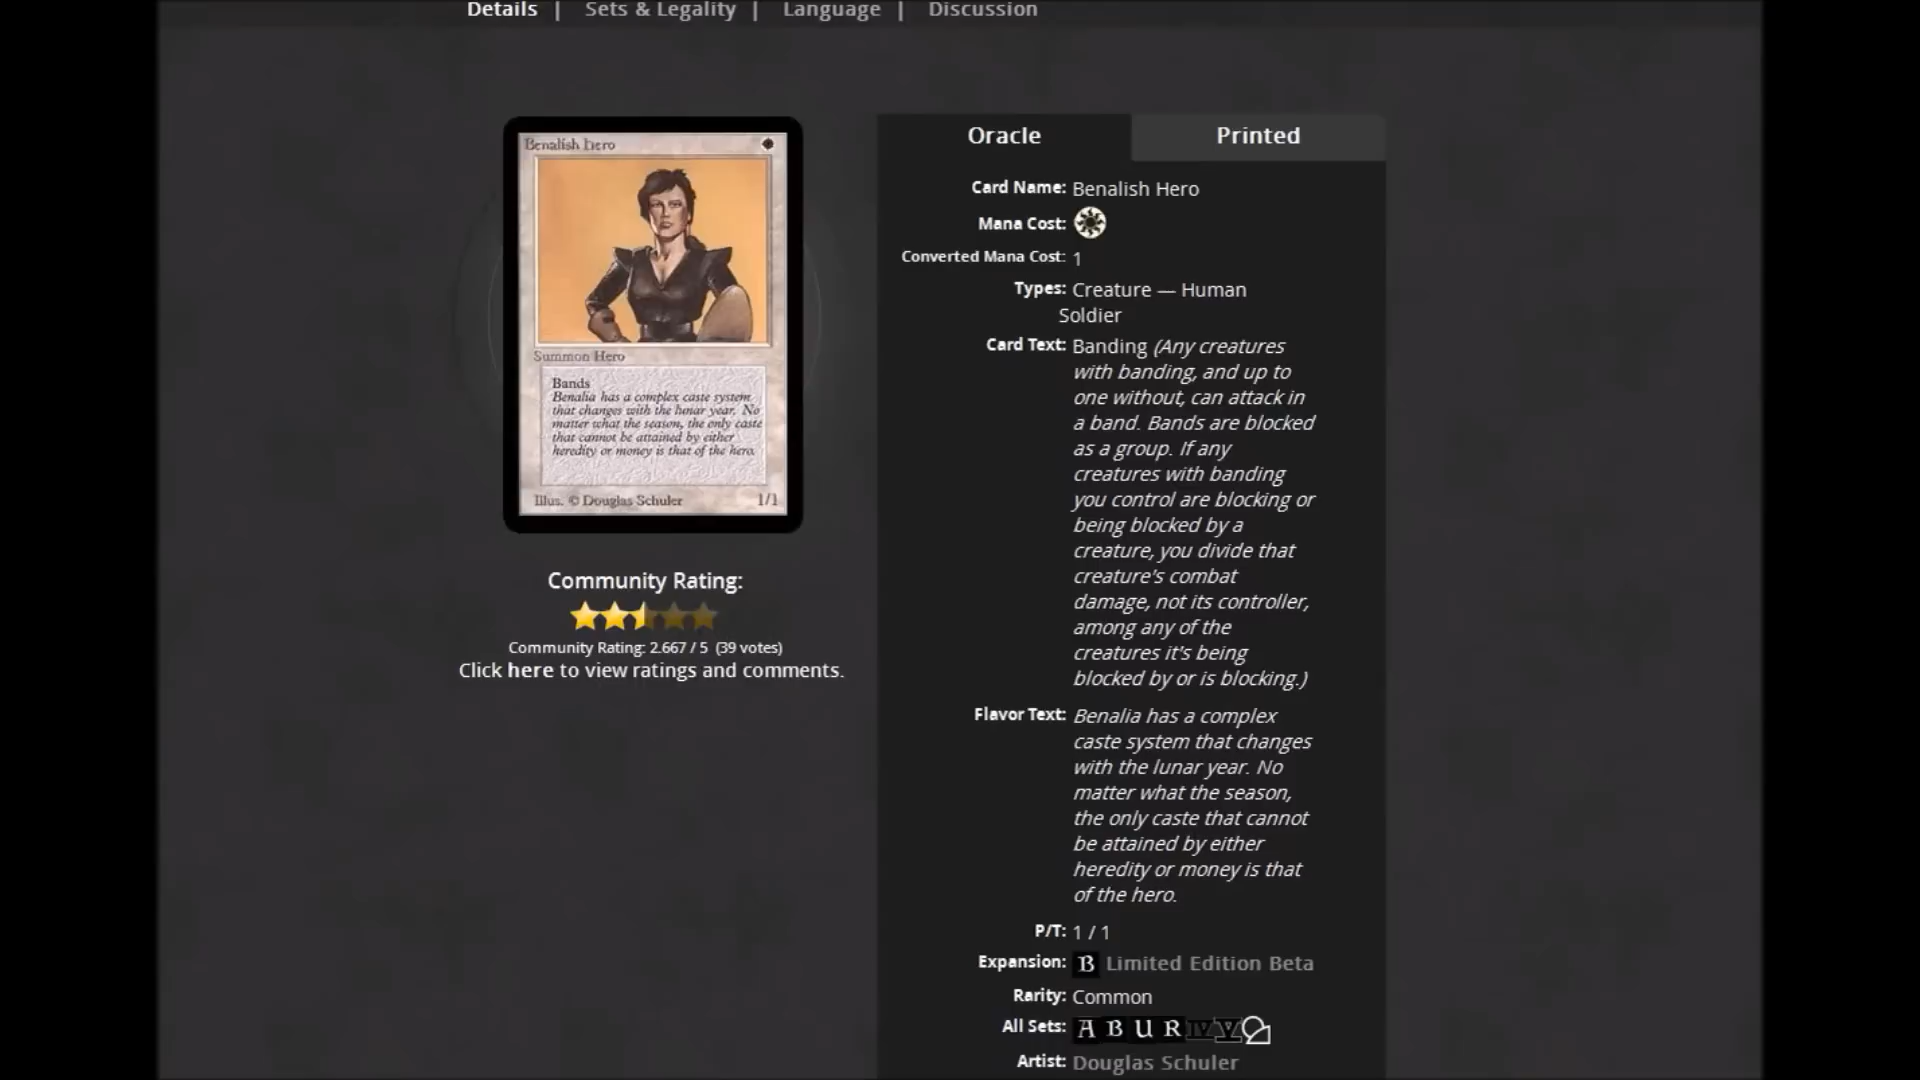 Details | Sets & Legality | Language | Discussion
Benalish Hero
Summon Hero
Bands
Benalia has a complex caste system
that changes with the lunar year. No
matter what the season, the only caste
that cannot be attained by either
heredity or money is that of the hero.
Illus. © Douglas Schuler 1/1
Community Rating:
Community Rating: 2.667 / 5 (39 votes)
Click here to view ratings and comments.
Oracle Printed
Card Name: Benalish Hero
Mana Cost:
Converted Mana Cost: 1
Types: Creature — Human
Soldier
Card Text: Banding (Any creatures
with banding, and up to
one without, can attack in
a band. Bands are blocked
as a group. If any
creatures with banding
you control are blocking or
being blocked by a
creature, you divide that
creature's combat
damage, not its controller,
among any of the
creatures it's being
blocked by or is blocking.)
Flavor Text: Benalia has a complex
caste system that changes
with the lunar year. No
matter what the season,
the only caste that cannot
be attained by either
heredity or money is that
of the hero.
P/T: 1 / 1
Expansion: B Limited Edition Beta
Rarity: Common
All Sets: A B U R IV V
Artist: Douglas Schuler